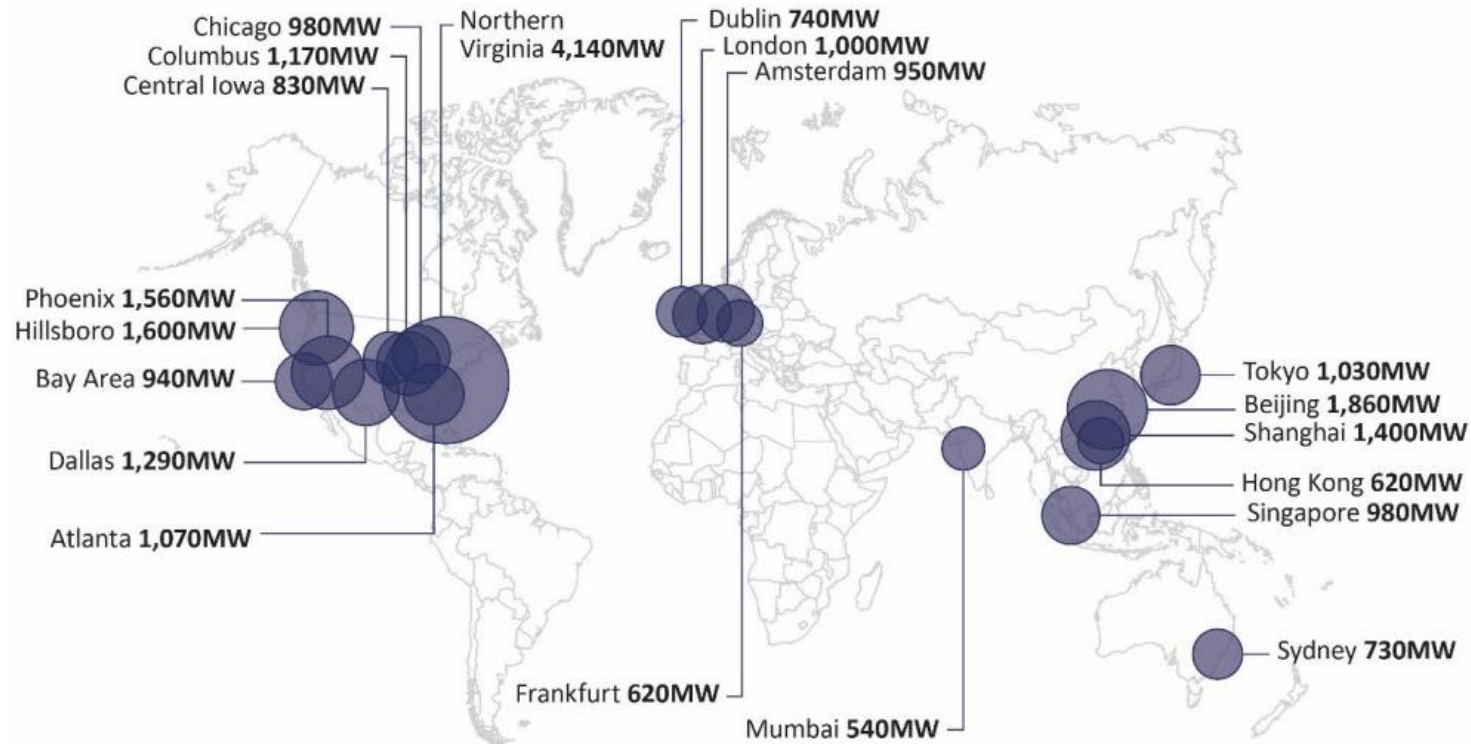 Chicago 980MW
Columbus 1,170MW
Central Iowa 830MW
Northern
Virginia 4,140MW
Dublin 740MW
London 1,000MW
Amsterdam 950MW
Phoenix 1,560MW
Hillsboro 1,600MW
Bay Area 940MW
Dallas 1,290MW
Atlanta 1,070MW
Tokyo 1,030MW
Beijing 1,860MW
Shanghai 1,400MW
Hong Kong 620MW
Singapore 980MW
Sydney 730MW
Frankfurt 620MW
Mumbai 540MW